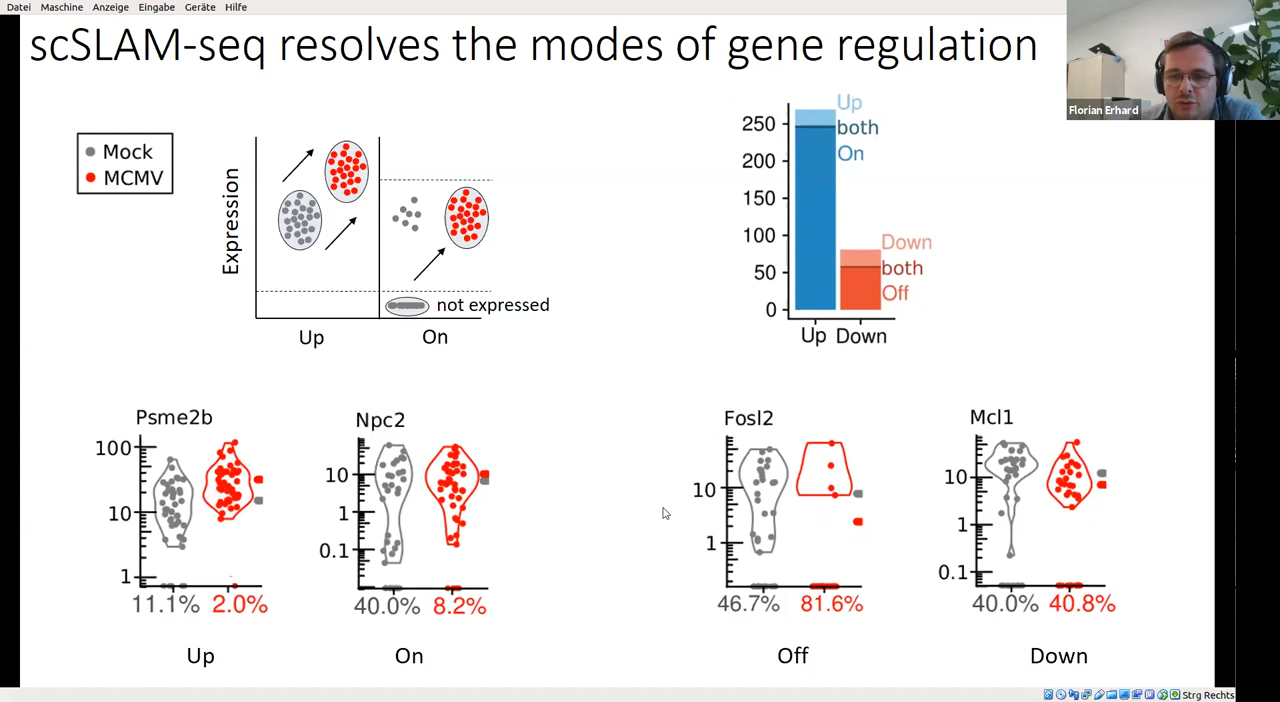 Datei Maschine Anzeige Eingabe Geräte Hilfe
scSLAM-seq resolves the modes of gene regulation
Florian Erhard
Mock
MCMV
Expression
not expressed
Up
On
250
200
150
100
50
0
Up
both
On
Down
both
Off
Up Down
Psme2b
100
10
1
11.1% 2.0%
Up
Npc2
10
1
0.1
40.0% 8.2%
On
Fosl2
10
1
46.7% 81.6%
Off
Mcl1
10
1
0.1
40.0% 40.8%
Down
Strg Rechts